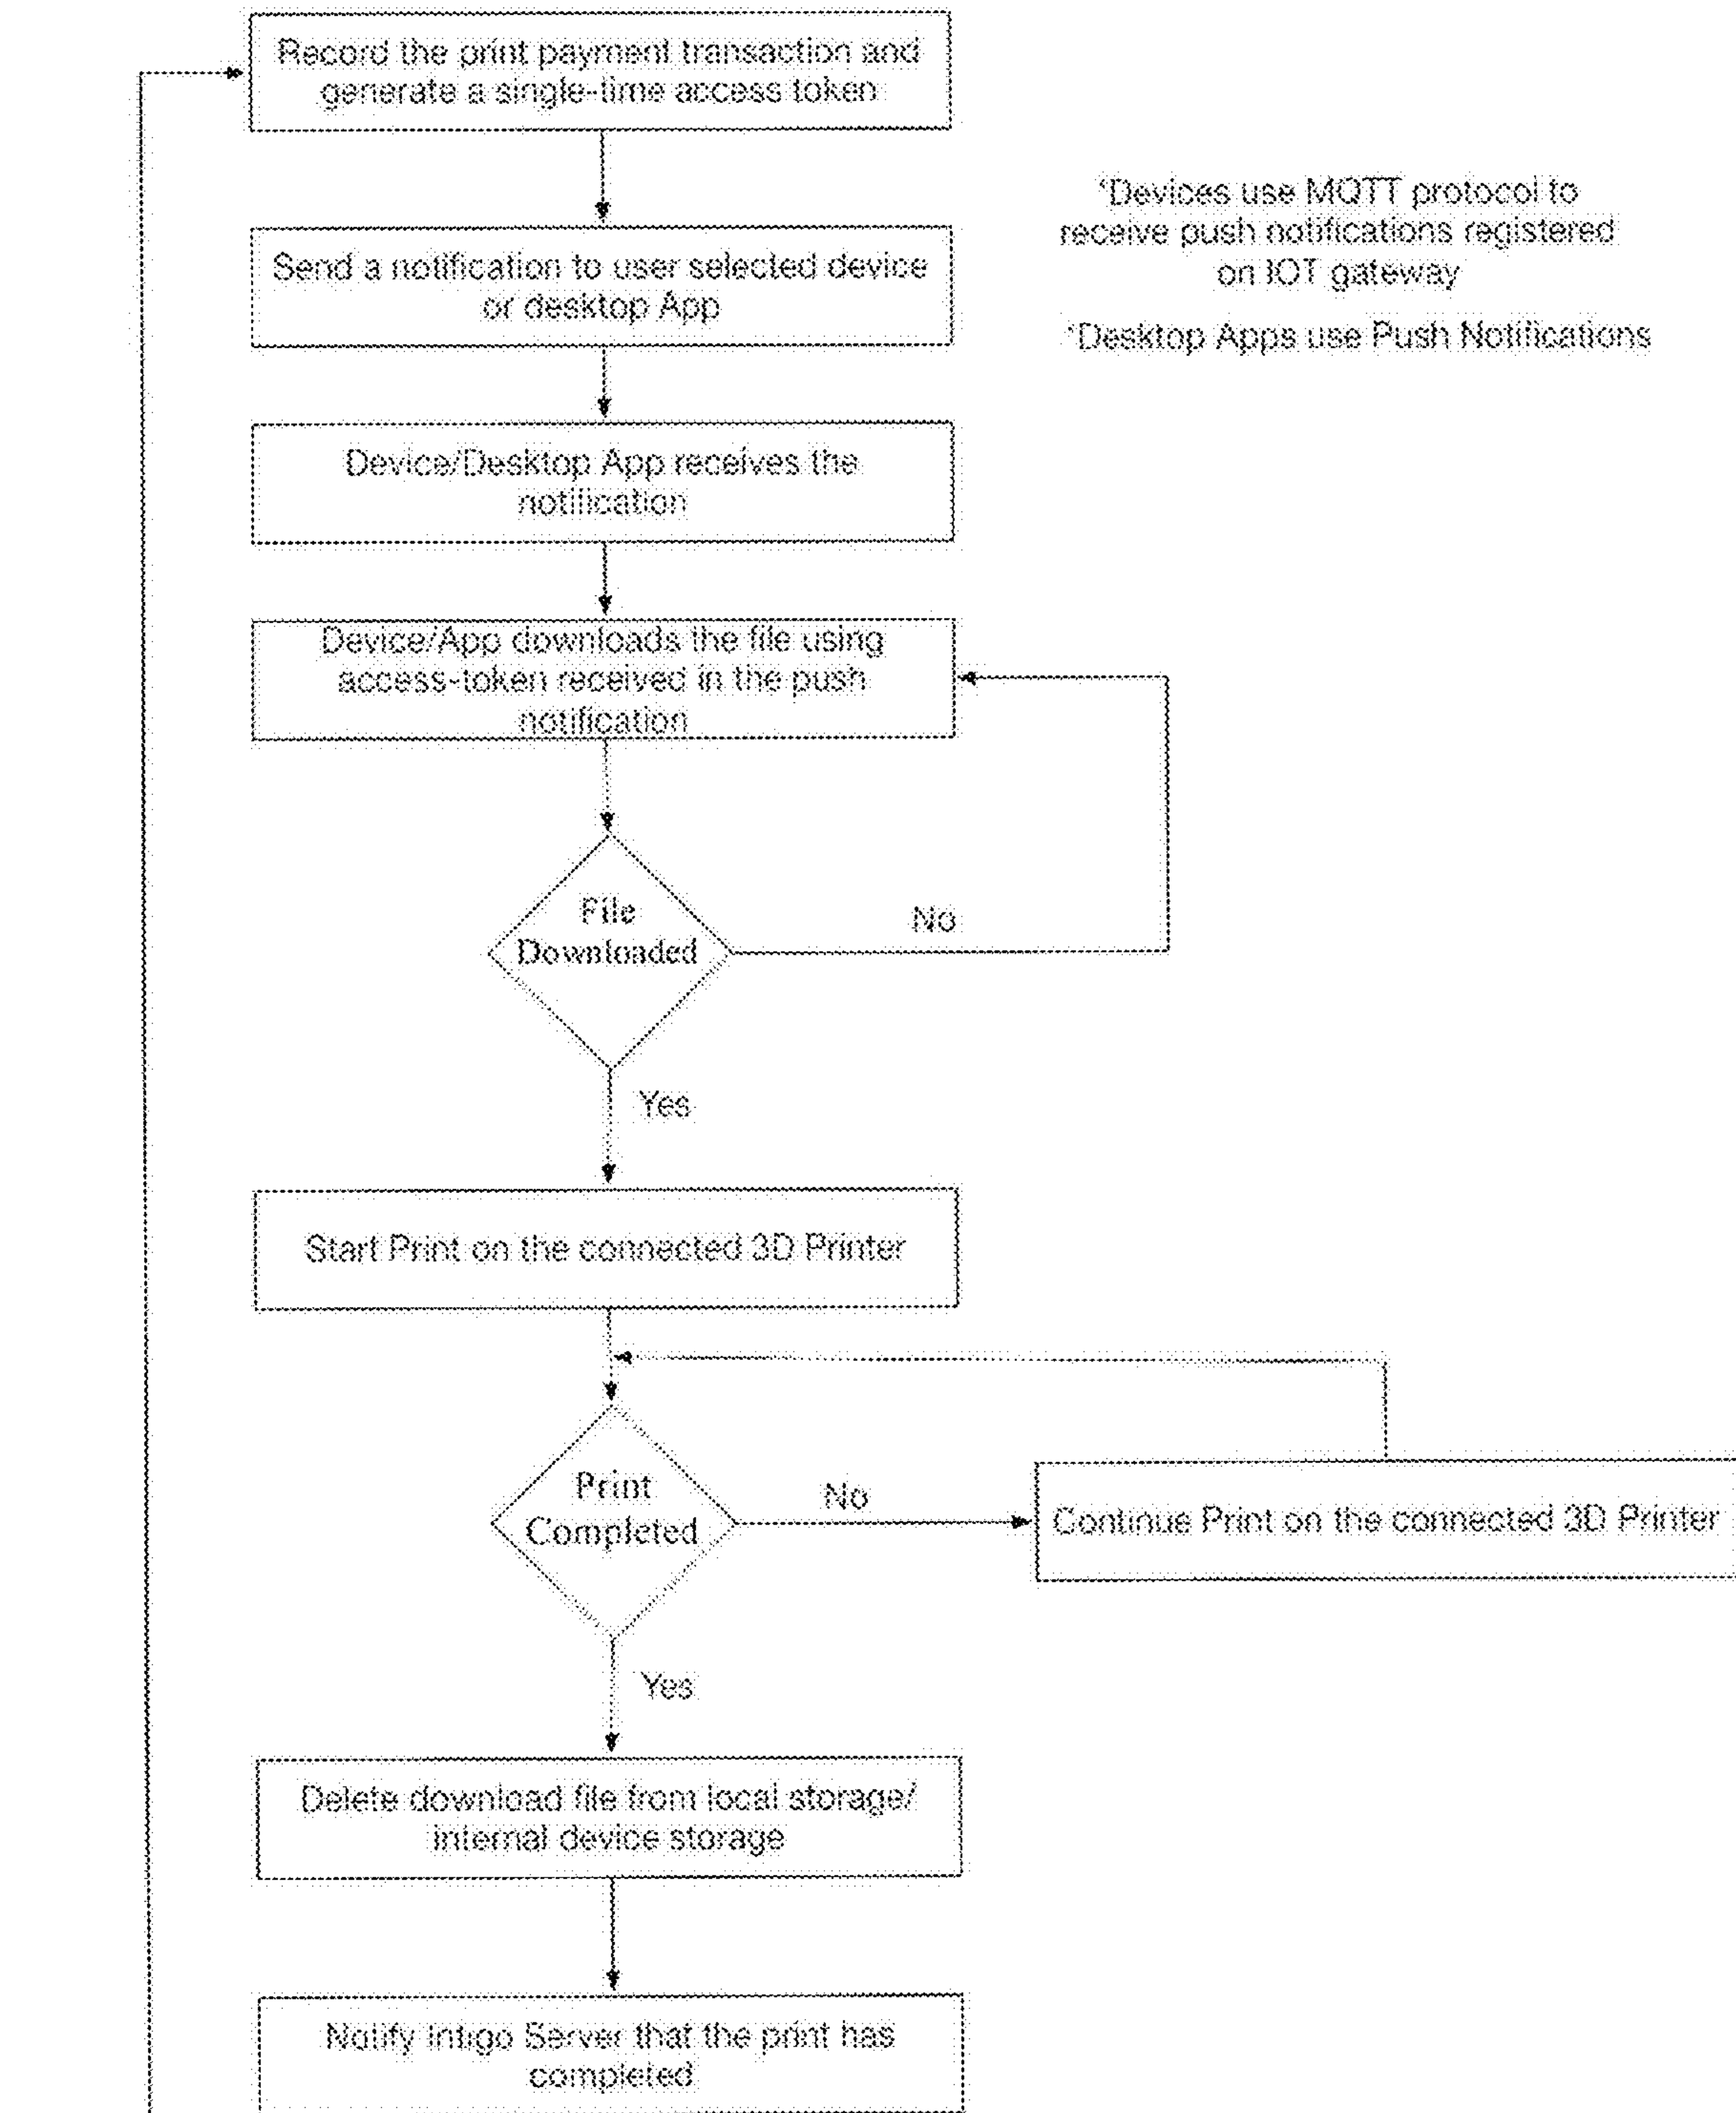 Record the print payment transaction and
generate a single-time access token
Send a notification to user selected device
or desktop App
*Devices use MQTT protocol to
receive push notifications registered
on IOT gateway
*Desktop Apps use Push Notifications
Device/Desktop App receives the
notification
Device/App downloads the file using
access-token received in the push
notification
File
Downloaded
No
Yes
Start Print on the connected 3D Printer
Print
Completed
No
Continue Print on the connected 3D Printer
Yes
Delete download file from local storage/
internal device storage
Notify Intigo Server that the print has
completed